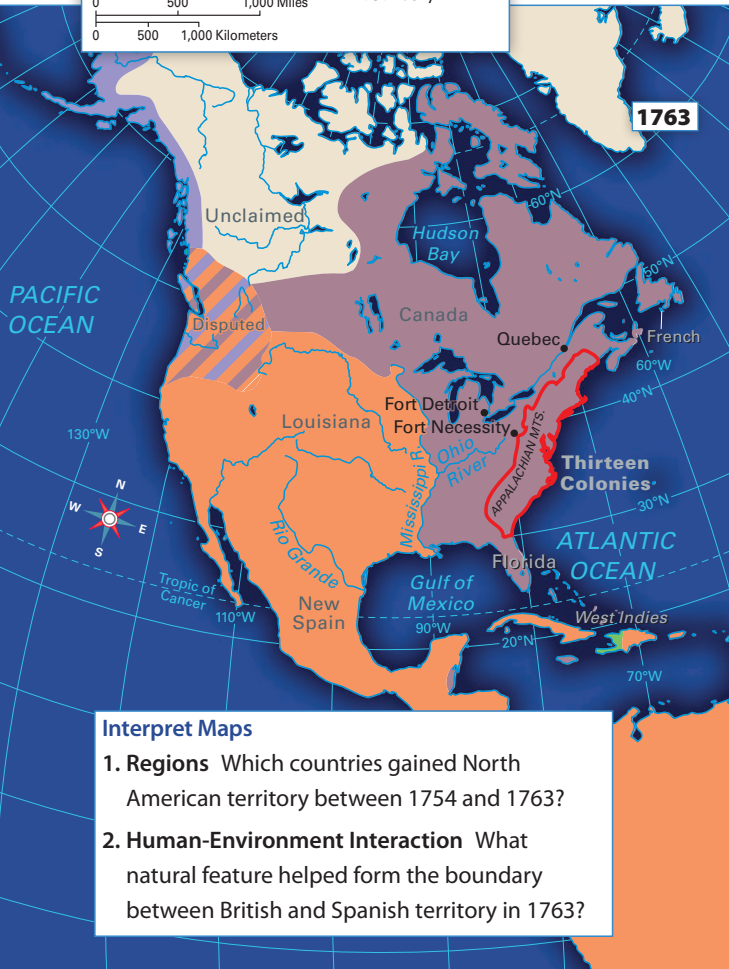 0 500 1,000 Miles
0 500 1,000 Kilometers
1763
Unclaimed
60°N
Hudson
Bay
50°N
PACIFIC
OCEAN
Disputed
Canada
Quebec
French
60°W
40°N
Fort Detroit
Fort Necessity
Louisiana
130°W
Ohio
River
APPALACHIAN MTS.
Mississippi R.
Thirteen
Colonies
N
W
E
S
30°N
Rio Grande
ATLANTIC
OCEAN
Florida
Tropic of
Cancer
110°W
New
Spain
Gulf of
Mexico
90°W
20°N
West Indies
70°W
Interpret Maps
1. Regions Which countries gained North
American territory between 1754 and 1763?
2. Human-Environment Interaction What
natural feature helped form the boundary
between British and Spanish territory in 1763?